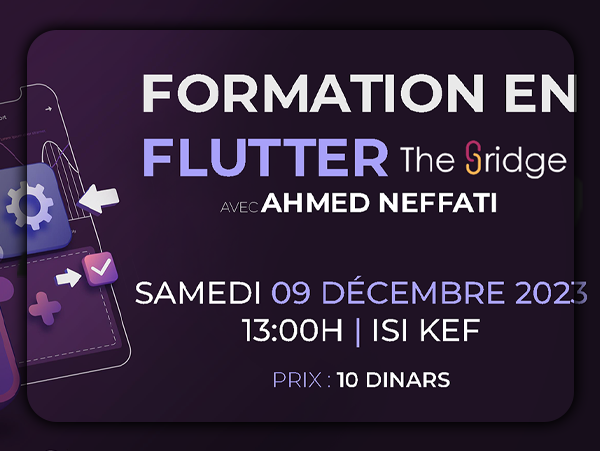 FORMATION EN
FLUTTER The Bridge
AVEC AHMED NEFFATI
SAMEDI 09 DÉCEMBRE 2023
13:00H | ISI KEF
PRIX : 10 DINARS